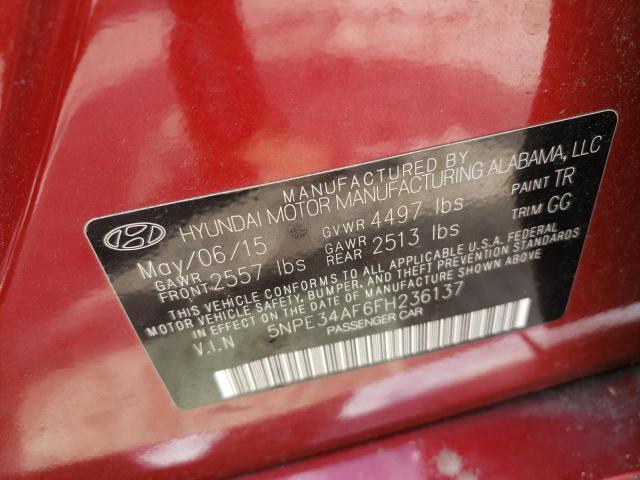 MANUFACTURED BY
HYUNDAI MOTOR MANUFACTURING ALABAMA, LLC
May/06/15 GVWR 4497 lbs PAINT TR
GAWR FRONT 2557 lbs GAWR REAR 2513 lbs TRIM GG
THIS VEHICLE CONFORMS TO ALL APPLICABLE U.S.A. FEDERAL
MOTOR VEHICLE SAFETY, BUMPER, AND THEFT PREVENTION STANDARDS
IN EFFECT ON THE DATE OF MANUFACTURE SHOWN ABOVE.
V.I.N 5NPE34AF6FH236137
PASSENGER CAR